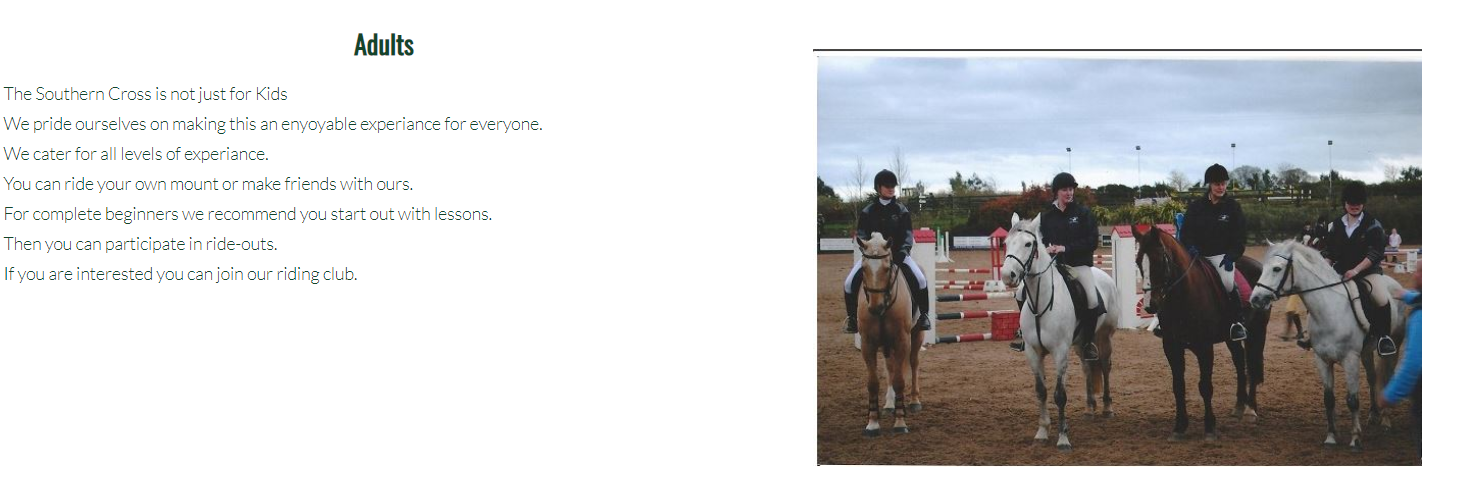 Adults
The Southern Cross is not just for Kids
We pride ourselves on making this an enyoyable experiance for everyone.
We cater for all levels of experiance.
You can ride your own mount or make friends with ours.
For complete beginners we recommend you start out with lessons.
Then you can participate in ride-outs.
If you are interested you can join our riding club.